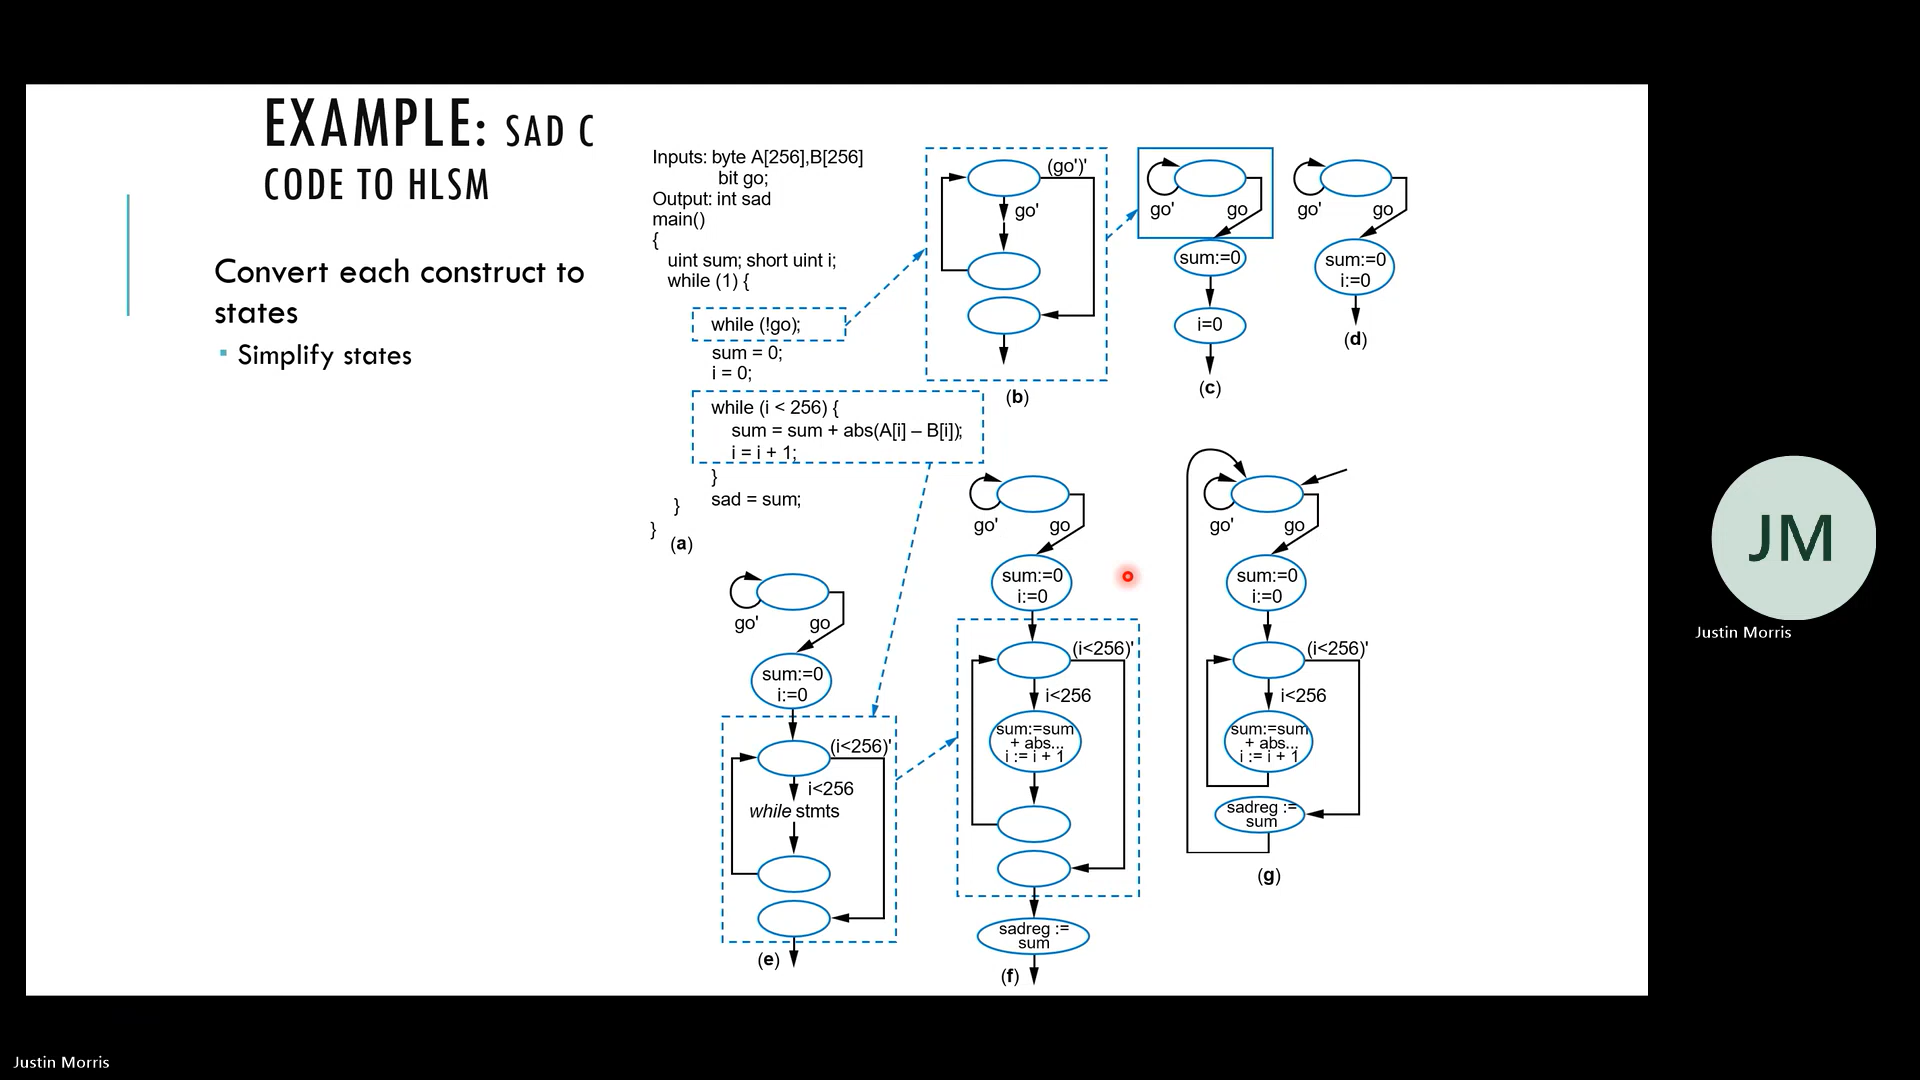 EXAMPLE: SAD C
CODE TO HLSM
Convert each construct to
states
Simplify states
Inputs: byte A[256],B[256]
bit go;
Output: int sad
main()
{
uint sum; short uint i;
while (1) {
while (!go);
sum = 0;
i = 0;
while (i < 256) {
sum = sum + abs(A[i] – B[i]);
i = i + 1;
}
sad = sum;
}
}
(a)
(go')'
go'
(b)
go'
go
sum:=0
i=0
(c)
go'
go
sum:=0
i:=0
(d)
go'
go
sum:=0
i:=0
(i<256)'
i<256
while stmts
(e)
go'
go
sum:=0
i:=0
(i<256)'
i<256
sum:=sum
+ abs...
i := i + 1
sadreg :=
sum
(f)
go'
go
sum:=0
i:=0
(i<256)'
i<256
sum:=sum
+ abs...
i := i + 1
sadreg :=
sum
(g)
JM
Justin Morris
Justin Morris